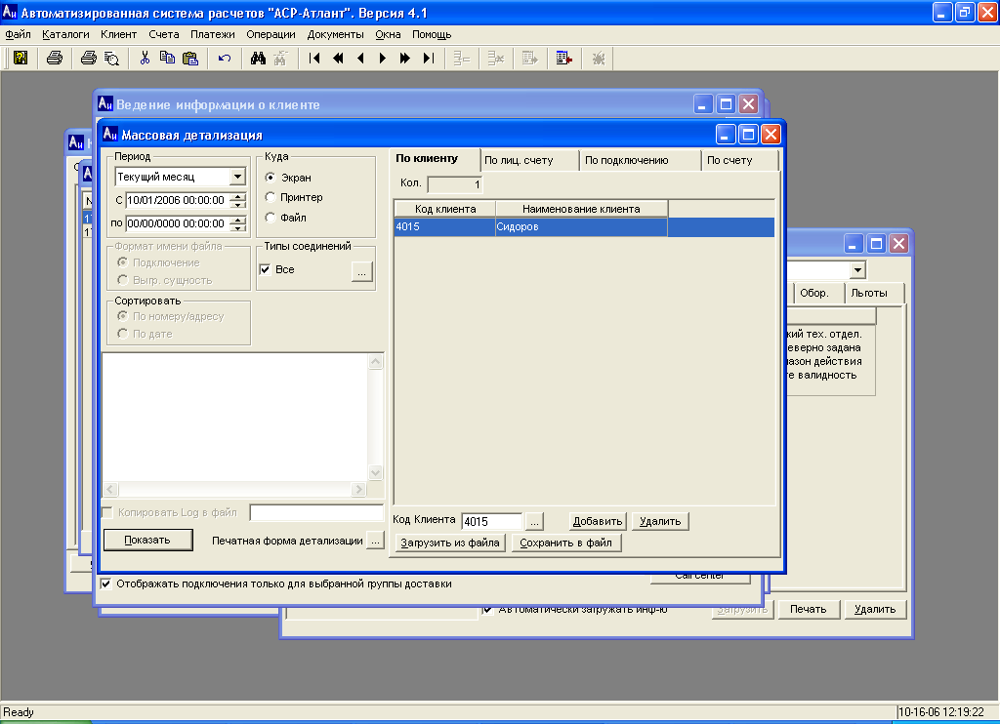 Автоматизированная система расчетов "АСР-Атлант". Версия 4.1
Файл Каталоги Клиент Счета Платежи Операции Документы Окна Помощь
Ведение информации о клиенте
Массовая детализация
Период
Текущий месяц
С 10/01/2006 00:00:00
по 00/00/0000 00:00:00
Куда
Экран
Принтер
Файл
Формат имени файла
Подключение
Выгр. сущность
Типы соединений
Все ...
Сортировать
По номеру/адресу
По дате
Копировать Log в файл
Показать
Печатная форма детализации ...
По клиенту По лиц. счету По подключению По счету
Кол. 1
Код клиента Наименование клиента
4015 Сидоров
Код Клиента 4015 ... Добавить Удалить
Загрузить из файла Сохранить в файл
Обор. Льготы
кий тех. отдел.
еверно задана
азон действия
те валидность
Отображать подключения только для выбранной группы доставки
Call center
Автоматически загружать инф-ю Загрузить Печать Удалить
Ready
10-16-06 12:19:22